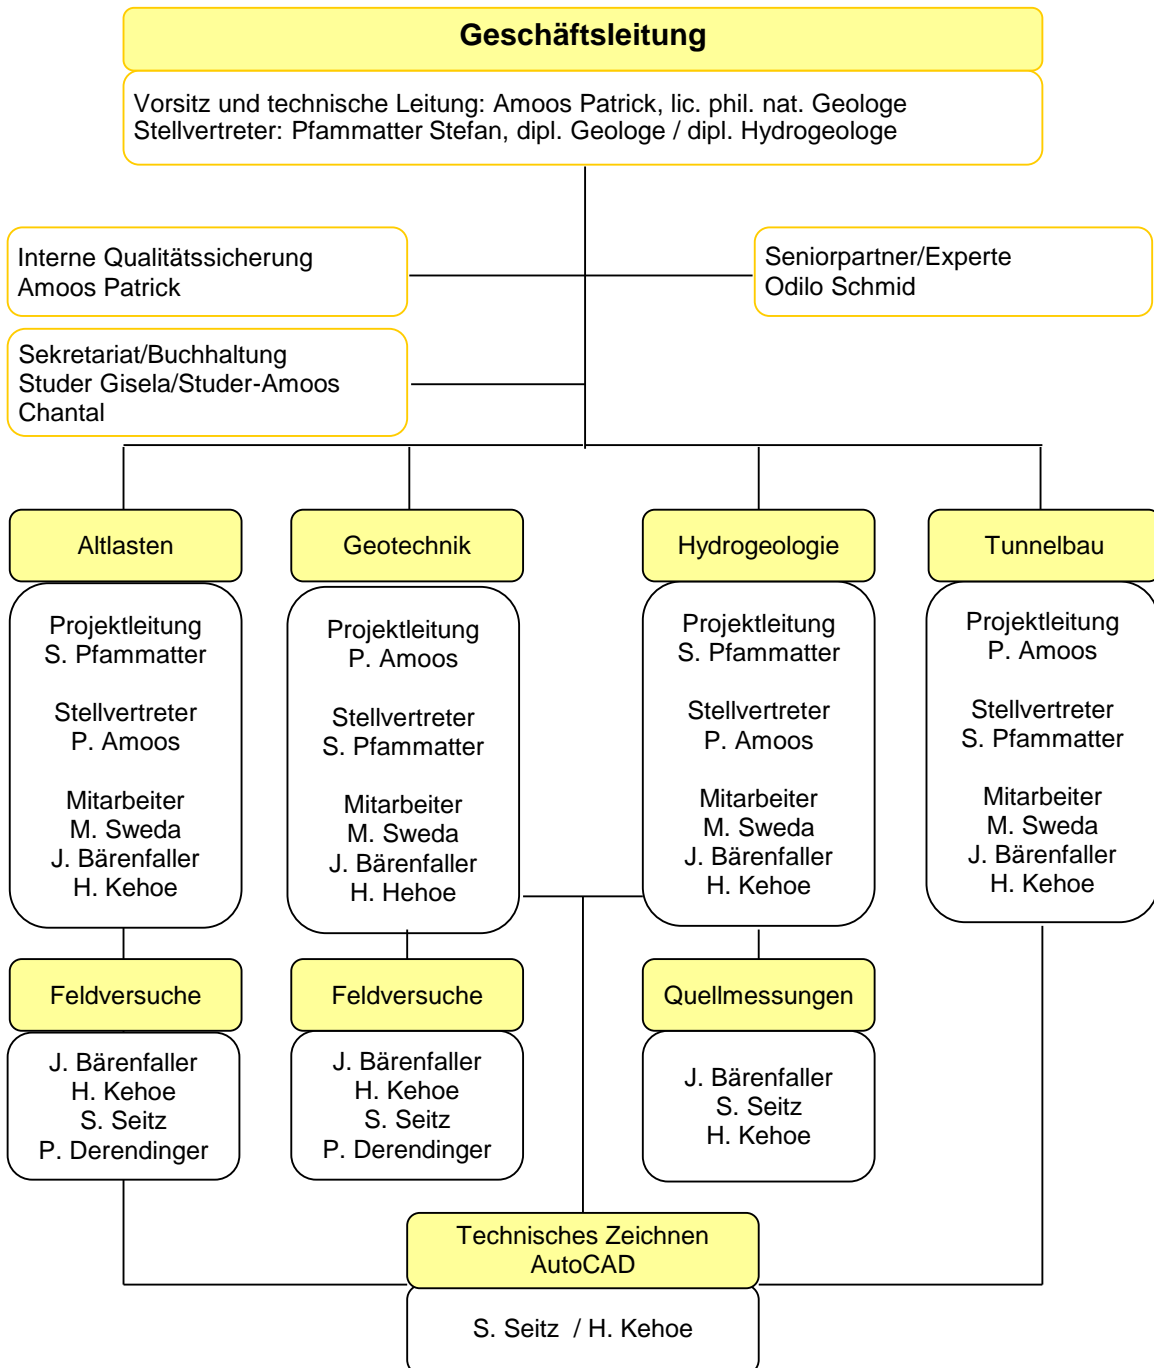 Geschäftsleitung
Vorsitz und technische Leitung: Amoos Patrick, lic. phil. nat. Geologe
Stellvertreter: Pfammatter Stefan, dipl. Geologe / dipl. Hydrogeologe
Interne Qualitätssicherung
Amoos Patrick
Seniorpartner/Experte
Odilo Schmid
Sekretariat/Buchhaltung
Studer Gisela/Studer-Amoos
Chantal
Altlasten
Projektleitung
S. Pfammatter
Stellvertreter
P. Amoos
Mitarbeiter
M. Sweda
J. Bärenfaller
H. Kehoe
Geotechnik
Projektleitung
P. Amoos
Stellvertreter
S. Pfammatter
Mitarbeiter
M. Sweda
J. Bärenfaller
H. Hehoe
Hydrogeologie
Projektleitung
S. Pfammatter
Stellvertreter
P. Amoos
Mitarbeiter
M. Sweda
J. Bärenfaller
H. Kehoe
Tunnelbau
Projektleitung
P. Amoos
Stellvertreter
S. Pfammatter
Mitarbeiter
M. Sweda
J. Bärenfaller
H. Kehoe
Feldversuche
J. Bärenfaller
H. Kehoe
S. Seitz
P. Derendinger
Feldversuche
J. Bärenfaller
H. Kehoe
S. Seitz
P. Derendinger
Quellmessungen
J. Bärenfaller
S. Seitz
H. Kehoe
Technisches Zeichnen
AutoCAD
S. Seitz / H. Kehoe